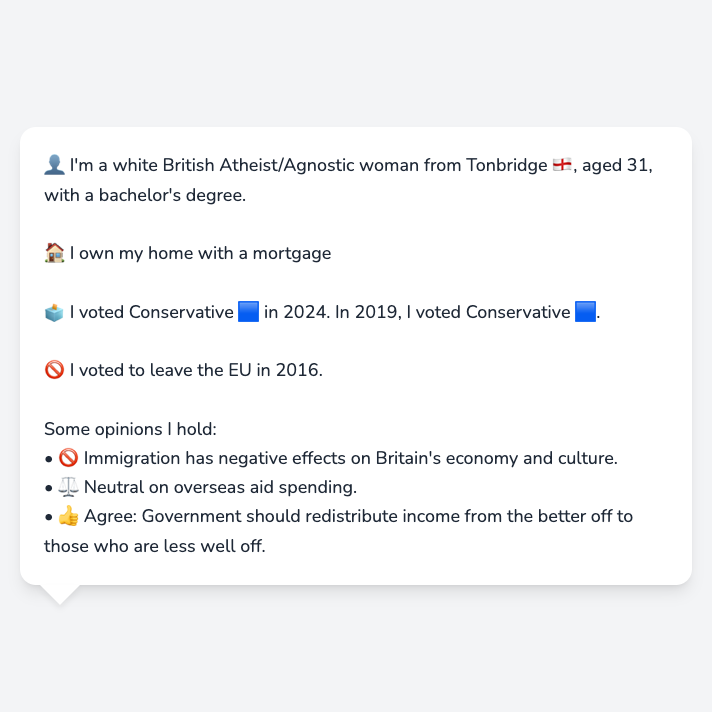 👤 I'm a white British Atheist/Agnostic woman from Tonbridge 🏴󠁧󠁢󠁥󠁮󠁧󠁿, aged 31,
with a bachelor's degree.
🏠 I own my home with a mortgage
🗳️ I voted Conservative 🟦 in 2024. In 2019, I voted Conservative 🟦.
🚫 I voted to leave the EU in 2016.
Some opinions I hold:
• 🚫 Immigration has negative effects on Britain's economy and culture.
• ⚖️ Neutral on overseas aid spending.
• 👍 Agree: Government should redistribute income from the better off to
those who are less well off.